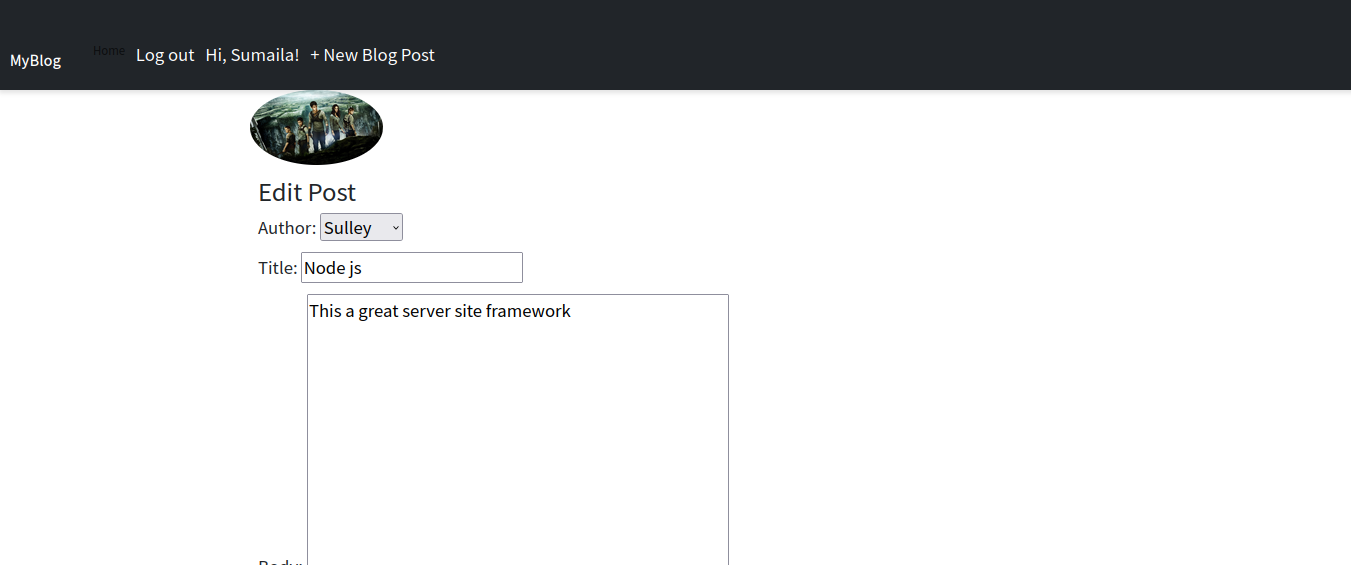 MyBlog Home Log out Hi, Sumaila! + New Blog Post
Edit Post
Author: Sulley
Title: Node js
This a great server site framework
Body: